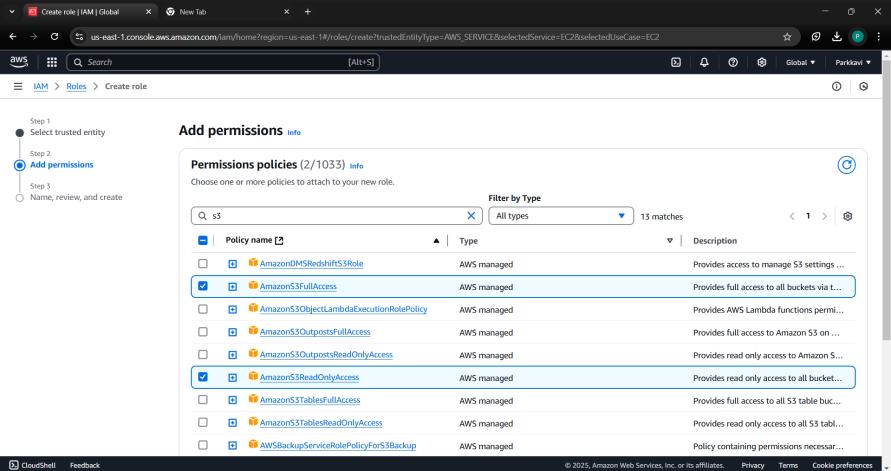 Create role | IAM | Global
New Tab
us-east-1.console.aws.amazon.com/iam/home?region=us-east-1#/roles/create?trustedEntityType=AWS_SERVICE&selectedService=EC2&selectedUseCase=EC2
P
aws
Search [Alt+S]
Global
Parkkavi
IAM > Roles > Create role
Step 1
Select trusted entity
Step 2
Add permissions
Step 3
Name, review, and create
Add permissions Info
Permissions policies (2/1033) Info
Choose one or more policies to attach to your new role.
Filter by Type
s3
All types
13 matches
1
Policy name Type Description
AmazonDMSRedshiftS3Role AWS managed Provides access to manage S3 settings ...
AmazonS3FullAccess AWS managed Provides full access to all buckets via t...
AmazonS3ObjectLambdaExecutionRolePolicy AWS managed Provides AWS Lambda functions permi...
AmazonS3OutpostsFullAccess AWS managed Provides full access to Amazon S3 on ...
AmazonS3OutpostsReadOnlyAccess AWS managed Provides read only access to Amazon S...
AmazonS3ReadOnlyAccess AWS managed Provides read only access to all bucket...
AmazonS3TablesFullAccess AWS managed Provides full access to all S3 table buc...
AmazonS3TablesReadOnlyAccess AWS managed Provides read only access to all S3 tabl...
AWSBackupServiceRolePolicyForS3Backup AWS managed Policy containing permissions necessar...
CloudShell Feedback © 2025, Amazon Web Services, Inc. or its affiliates. Privacy Terms Cookie preferences